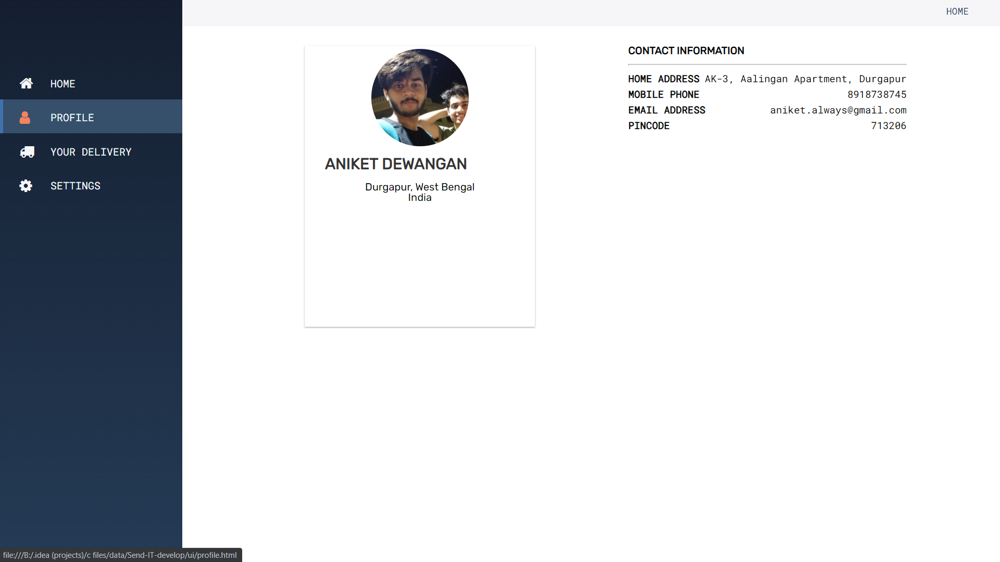 HOME
HOME
PROFILE
YOUR DELIVERY
SETTINGS
ANIKET DEWANGAN
Durgapur, West Bengal
India
CONTACT INFORMATION
HOME ADDRESS AK-3, Aalingan Apartment, Durgapur
MOBILE PHONE 8918738745
EMAIL ADDRESS aniket.always@gmail.com
PINCODE 713206
file:///B:/.idea (projects)/c files/data/Send-IT-develop/ui/profile.html